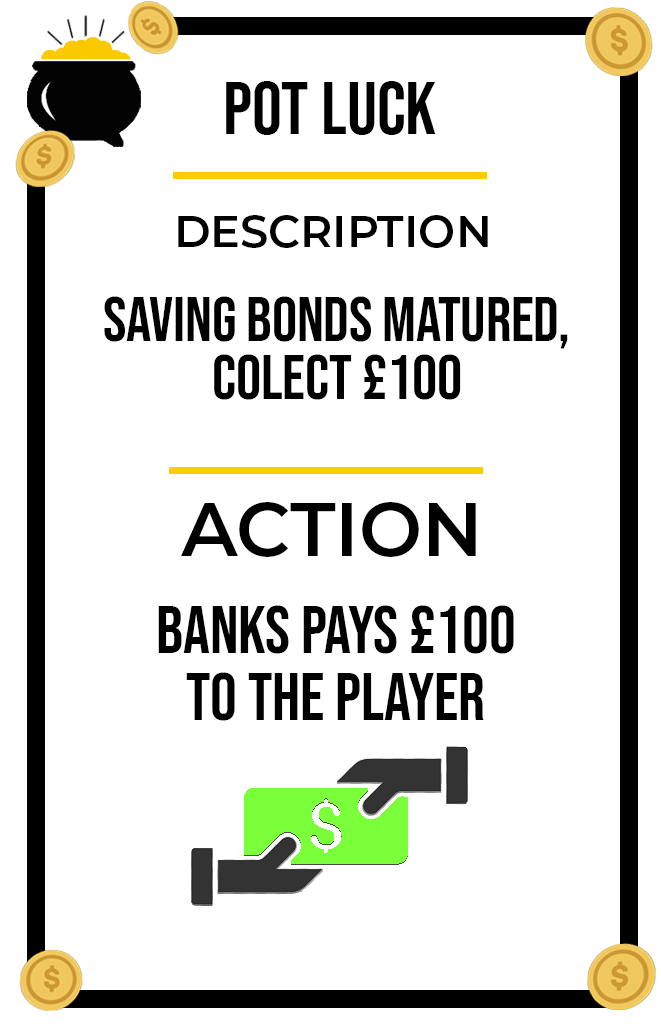 POT LUCK
DESCRIPTION
SAVING BONDS MATURED,
COLECT £100
ACTION
BANKS PAYS £100
TO THE PLAYER
$
$
$
$
$
$